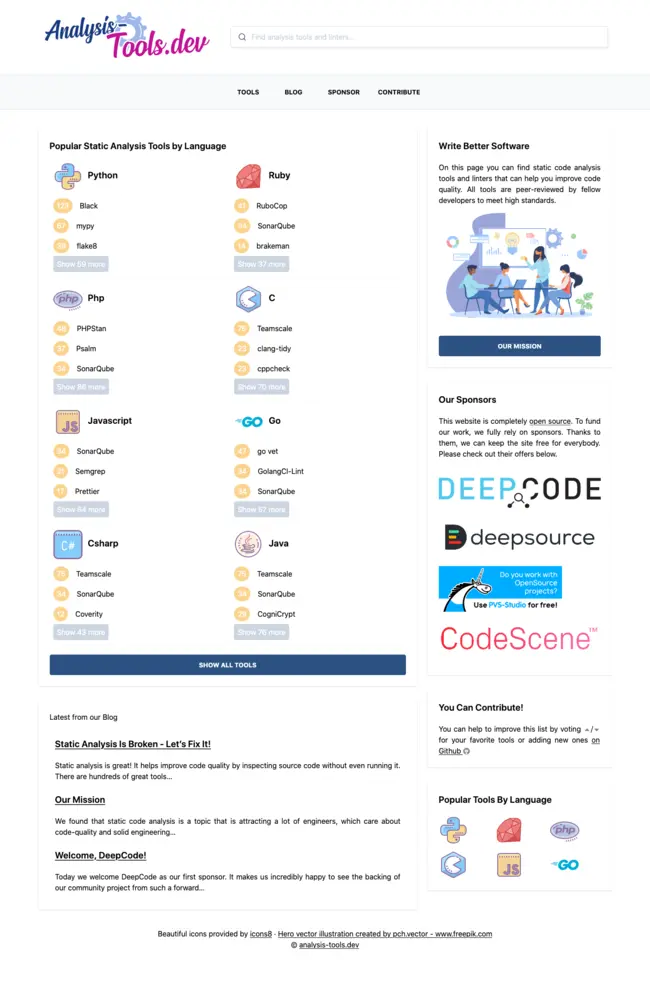 Analysis-
Tools.dev
Find analysis tools and linters...
TOOLS BLOG SPONSOR CONTRIBUTE
Popular Static Analysis Tools by Language
Python
Black
mypy
flake8
Show 59 more
Ruby
RuboCop
SonarQube
brakeman
Show 37 more
Php
PHPStan
37 Psalm
34 SonarQube
Show 86 more
C
75 Teamscale
23 clang-tidy
cppcheck
Show 70 more
JS
Javascript
34 SonarQube
Semgrep
17 Prettier
Show 64 more
GO
Go
47 go vet
34 GolangCI-Lint
34 SonarQube
Show 57 more
C#
Csharp
75 Teamscale
34 SonarQube
12 Coverity
Show 43 more
Java
75 Teamscale
34 SonarQube
CogniCrypt
Show 76 more
SHOW ALL TOOLS
Latest from our Blog
Static Analysis Is Broken - Let's Fix It!
Static analysis is great! It helps improve code quality by inspecting source code without even running it.
There are hundreds of great tools...
Our Mission
We found that static code analysis is a topic that is attracting a lot of engineers, which care about
code-quality and solid engineering...
Welcome, DeepCode!
Today we welcome DeepCode as our first sponsor. It makes us incredibly happy to see the backing of
our community project from such a forward...
Write Better Software
On this page you can find static code analysis
tools and linters that can help you improve code
quality. All tools are peer-reviewed by fellow
developers to meet high standards.
OUR MISSION
Our Sponsors
This website is completely open source. To fund
our work, we fully rely on sponsors. Thanks to
them, we can keep the site free for everybody.
Please check out their offers below.
DEEPCODE
deepsource
Do you work with
OpenSource
projects?
Use PVS-Studio for free!
CodeScene™
You Can Contribute!
You can help to improve this list by voting /
for your favorite tools or adding new ones on
Github
Popular Tools By Language
php
JS
GO
Beautiful icons provided by icons8 · Hero vector illustration created by pch.vector - www.freepik.com
© analysis-tools.dev